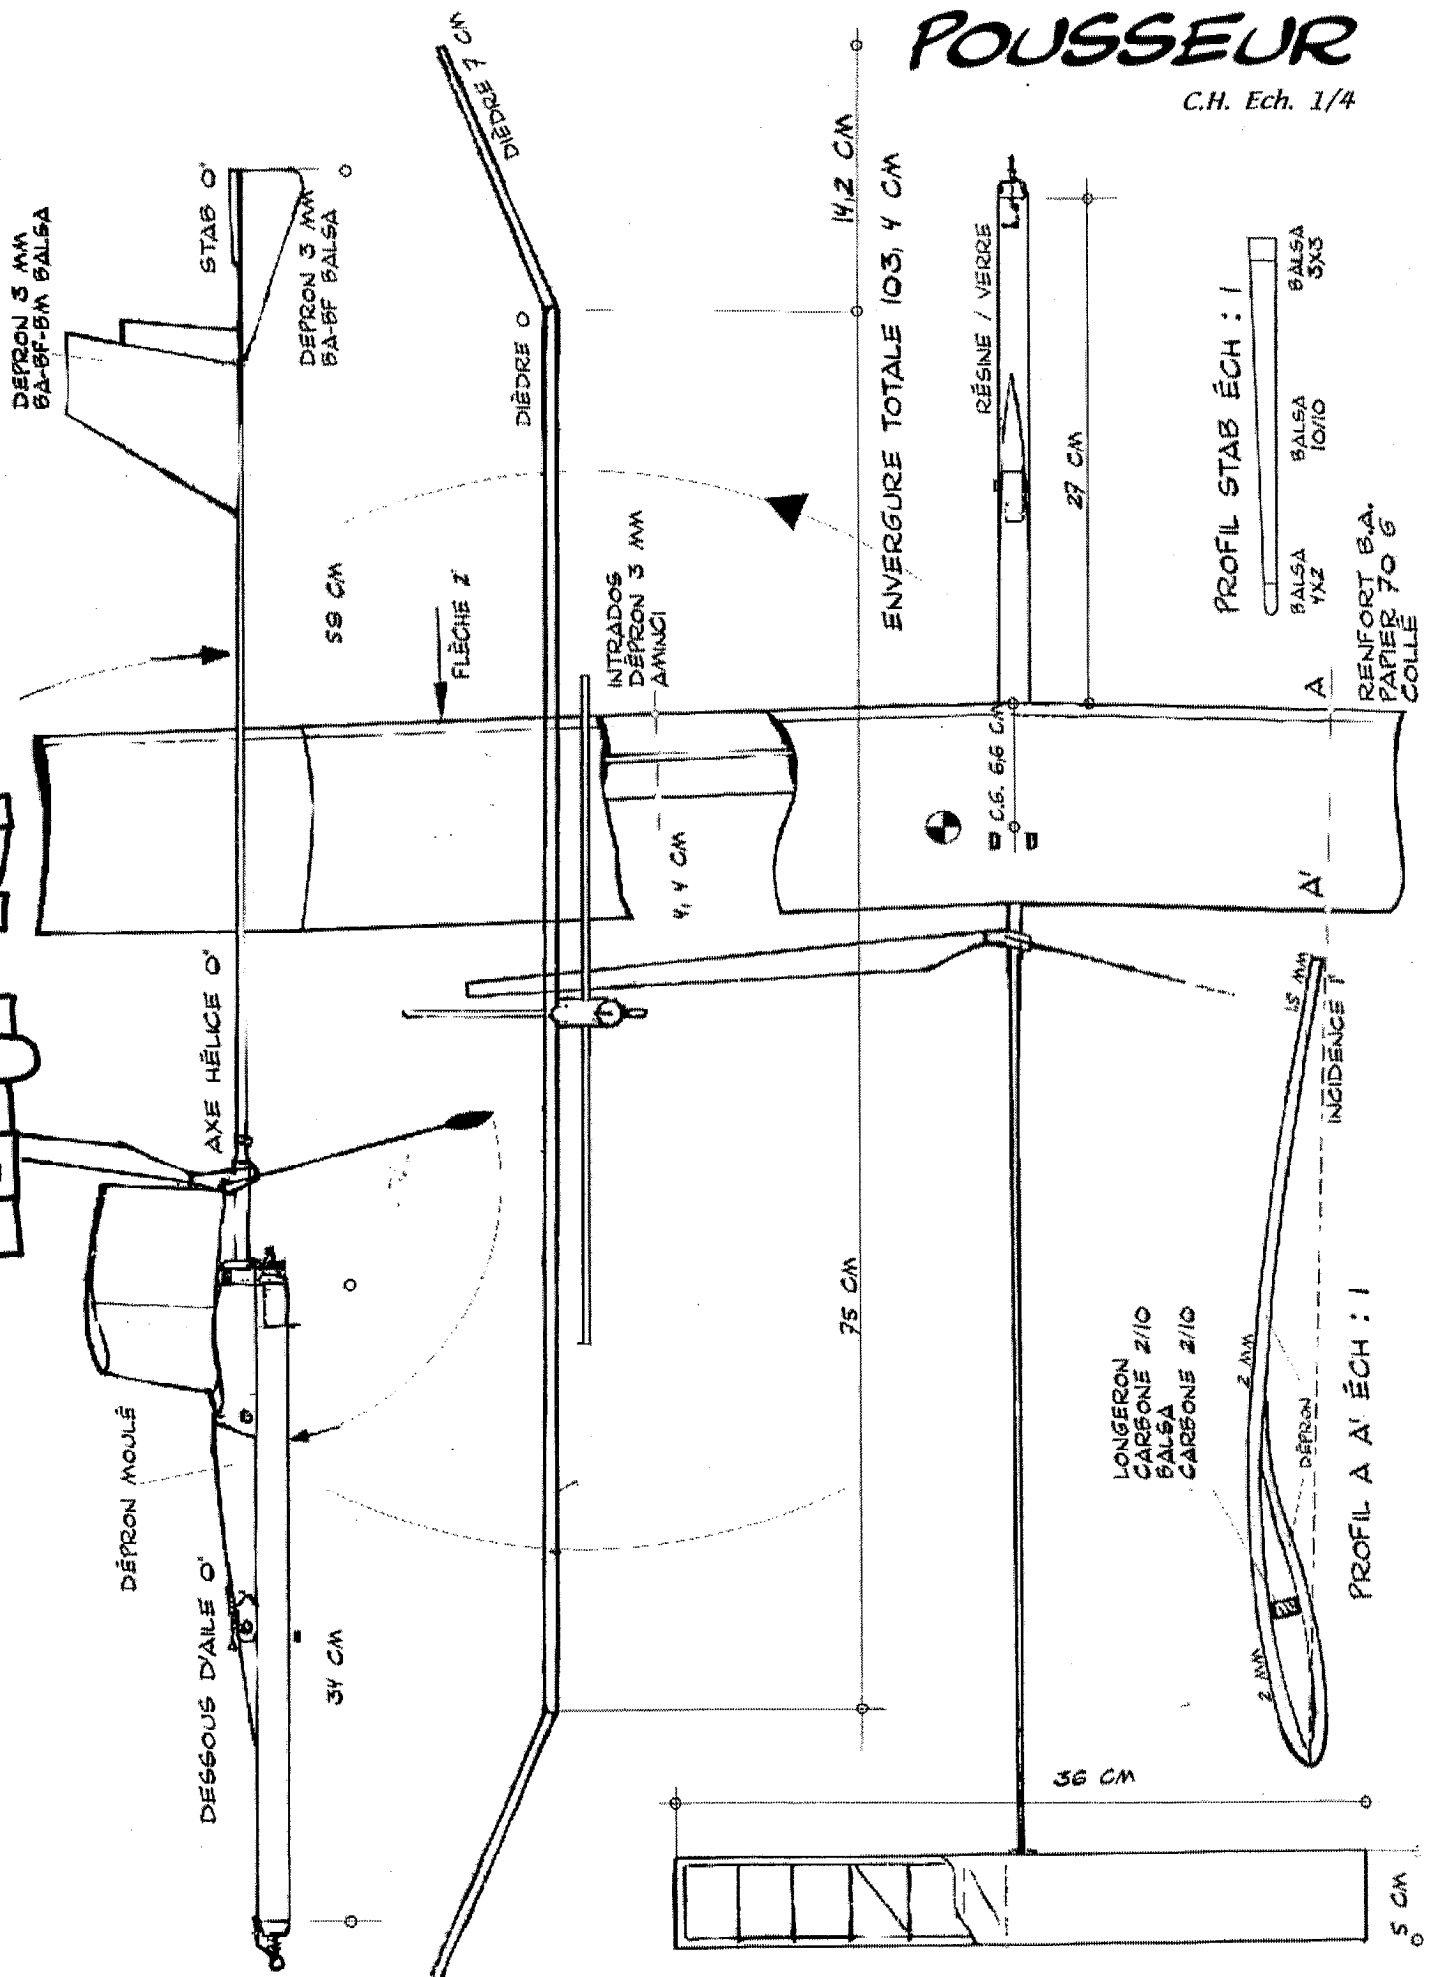 POUSSEUR
C.H. Ech. 1/4
DEPRON 3 MM
BA-BF-BM BALSA
STAB 0°
DEPRON 3 MM
BA-BF BALSA
DIÈDRE 7 CM
DIÈDRE 0
14,2 CM
ENVERGURE TOTALE 103,4 CM
RÉSINE / VERRE
27 CM
PROFIL STAB ÉCH : 1
BALSA
4X2
BALSA
10/10
BALSA
3X3
59 CM
FLÈCHE 2°
INTRADOS
DÉPRON 3 MM
AMINCI
RENFORT B.A.
PAPIER 70 G
COLLÉ
A
A'
C.G. 6,6 CM
4,4 CM
AXE HÉLICE 0°
75 CM
15 MM
INCIDENCE 1°
DÉPRON MOULÉ
DESSOUS D'AILE 0°
34 CM
LONGERON
CARBONE 2/10
BALSA
CARBONE 2/10
2 MM
2 MM
DÉPRON
PROFIL A A' ÉCH : 1
36 CM
5 CM